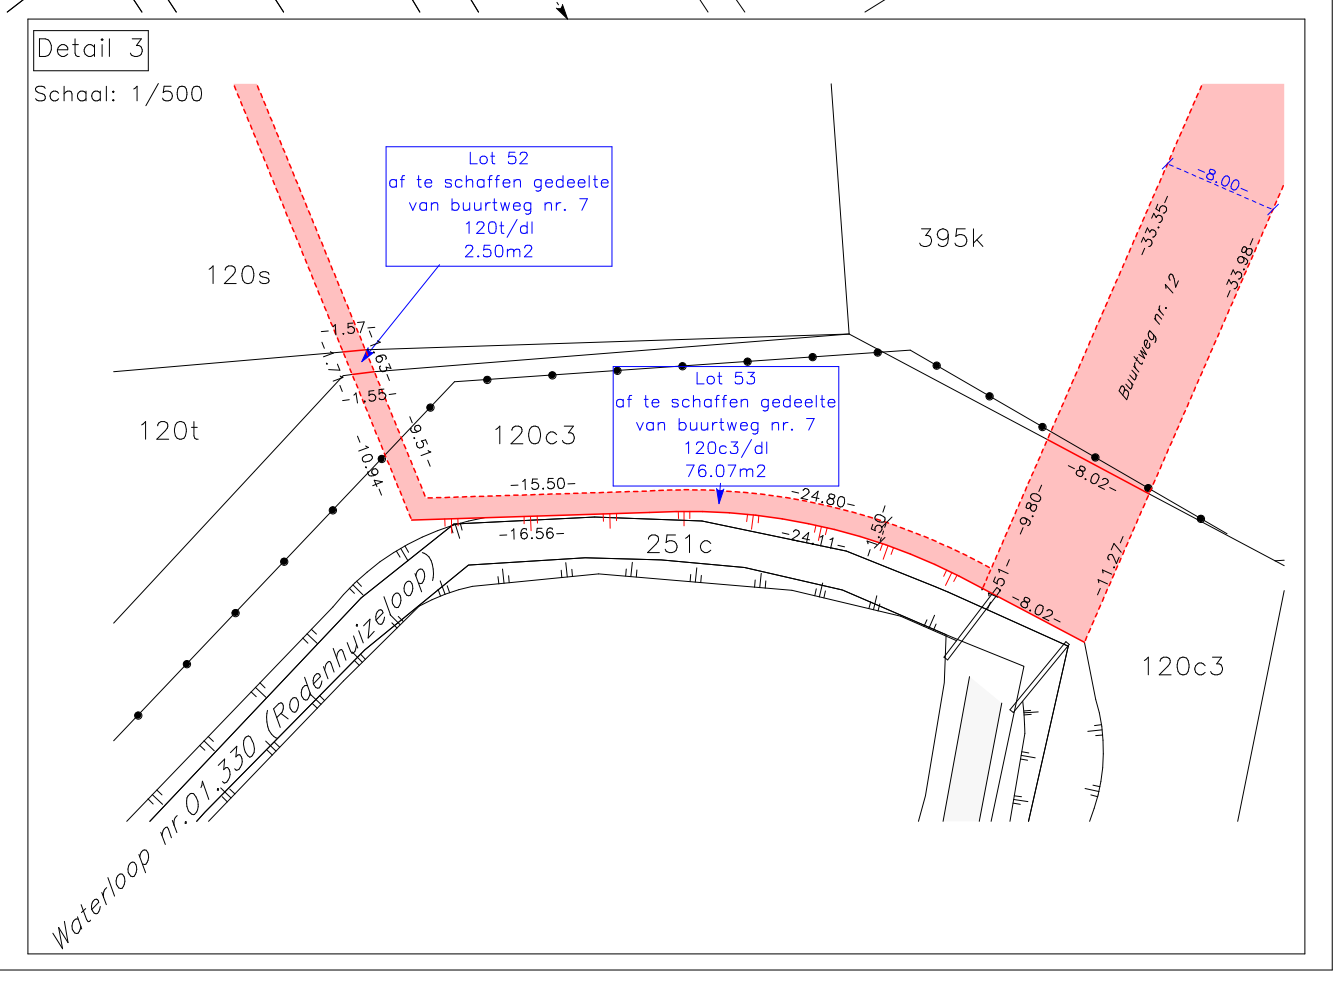 Detail 3
Schaal: 1/500
Lot 52
af te schaffen gedeelte
van buurtweg nr. 7
120t/dl
2.50m2
-8.00-
-33.35-
-33.98-
395k
120s
Buurtweg nr. 12
-1.57-
-1.55-
Lot 53
af te schaffen gedeelte
van buurtweg nr. 7
120c3/dl
76.07m2
120t
120c3
-9.51-
-10.94-
-15.50-
-24.80-
-8.02-
-9.80-
-1.50-
-16.56-
251c
-24.11-
-11.27-
-8.02-
120c3
Waterloop nr.01.330 (Rodenhuizeloop)